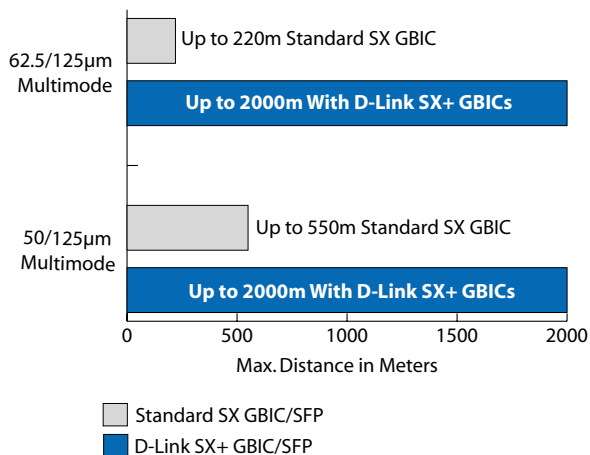 62.5/125µm
Multimode
Up to 220m Standard SX GBIC
Up to 2000m With D-Link SX+ GBICs
50/125µm
Multimode
Up to 550m Standard SX GBIC
Up to 2000m With D-Link SX+ GBICs
0 500 1000 1500 2000
Max. Distance in Meters
Standard SX GBIC/SFP
D-Link SX+ GBIC/SFP